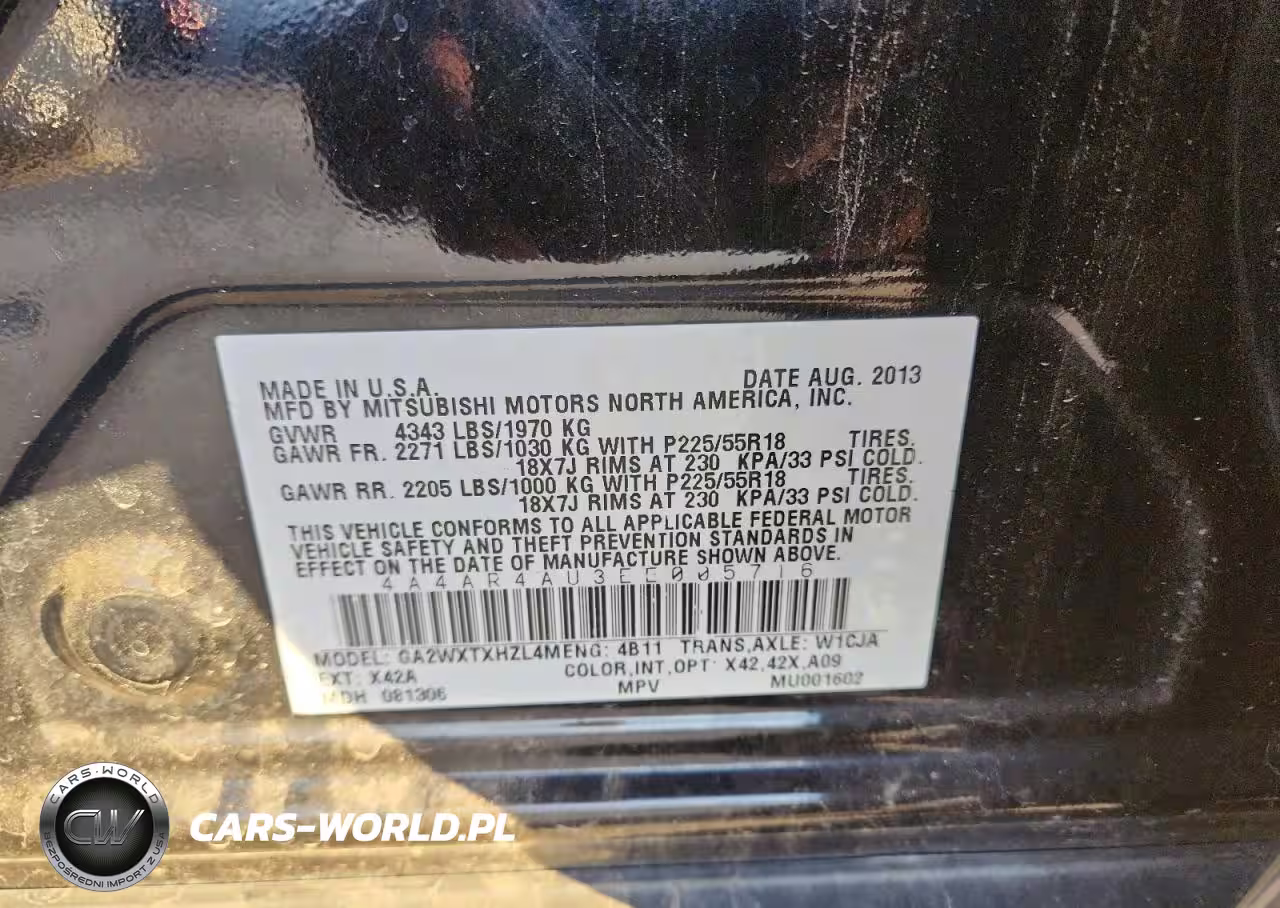 MADE IN U.S.A. DATE AUG. 2013
MFD BY MITSUBISHI MOTORS NORTH AMERICA, INC.
GVWR 4343 LBS/1970 KG
GAWR FR. 2271 LBS/1030 KG WITH P225/55R18 TIRES.
18X7J RIMS AT 230 KPA/33 PSI COLD.
GAWR RR. 2205 LBS/1000 KG WITH P225/55R18 TIRES.
18X7J RIMS AT 230 KPA/33 PSI COLD.
THIS VEHICLE CONFORMS TO ALL APPLICABLE FEDERAL MOTOR
VEHICLE SAFETY AND THEFT PREVENTION STANDARDS IN
EFFECT ON THE DATE OF MANUFACTURE SHOWN ABOVE.
4A4AR4AU3EE005716
MODEL: GA2WXTXHZL4MENG: 4B11 TRANS,AXLE: W1CJA
EXT: X42A COLOR,INT,OPT: X42,42X,A09
MDH 081306 MPV MU001602
CARS-WORLD
CW
BEZPOŚREDNI IMPORT Z USA
CARS-WORLD.PL